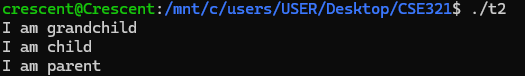 crescent@Crescent:/mnt/c/users/USER/Desktop/CSE321$ ./t2
I am grandchild
I am child
I am parent